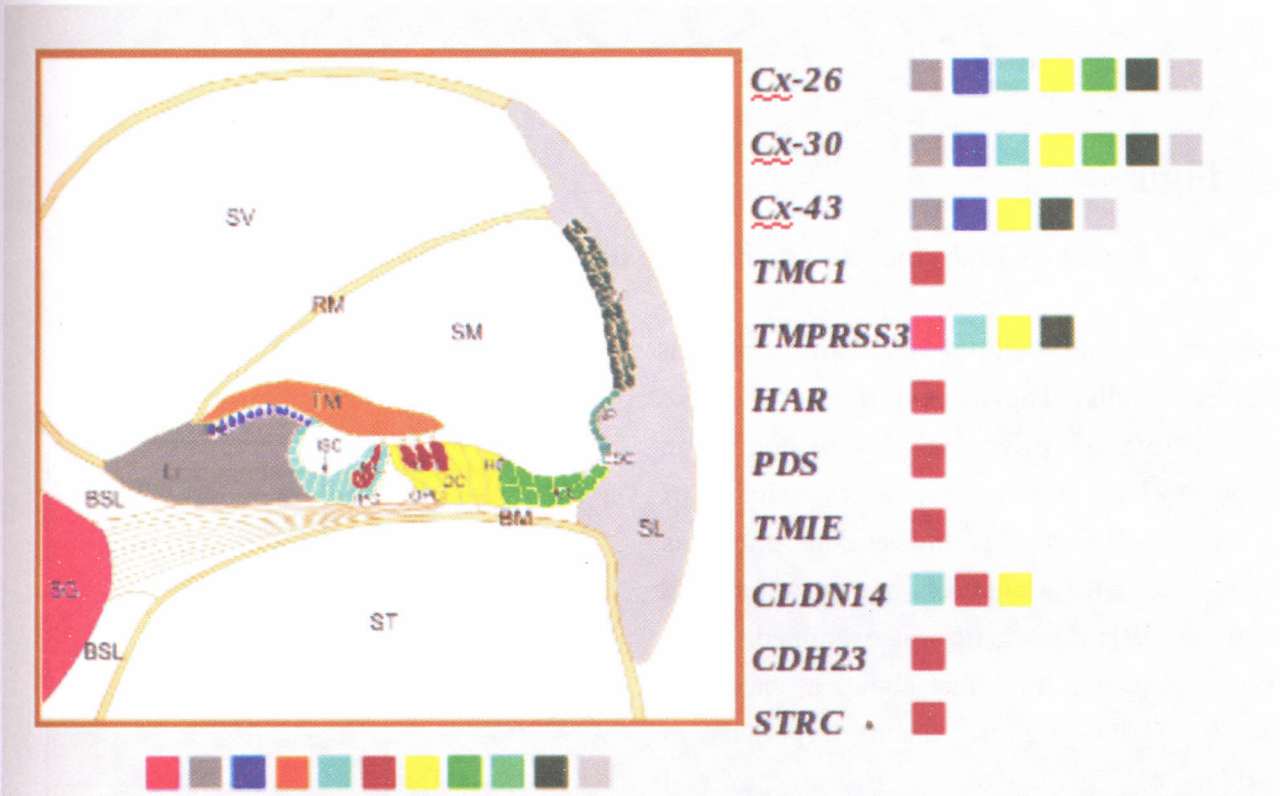 SV
RM
SM
TM
ISC
BSL
BM
SL
SG
ST
BSL
Cx-26
Cx-30
Cx-43
TMC1
TMPRSS3
HAR
PDS
TMIE
CLDN14
CDH23
STRC